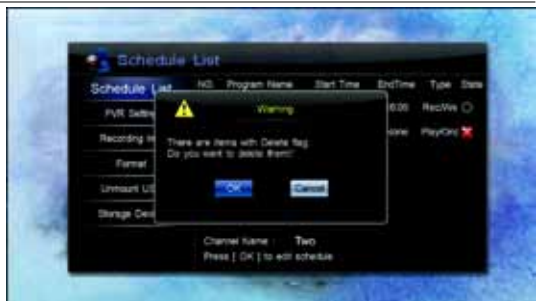 Schedule List
Schedule List
NO. Program Name Start Time EndTime Type State
PVR Setting
Warning
Recording
There are items with Delete flag.
Do you want to delete them?
Format
OK Cancel
Unmount
Storage
Channel Name : Two
Press [ OK ] to edit schedule